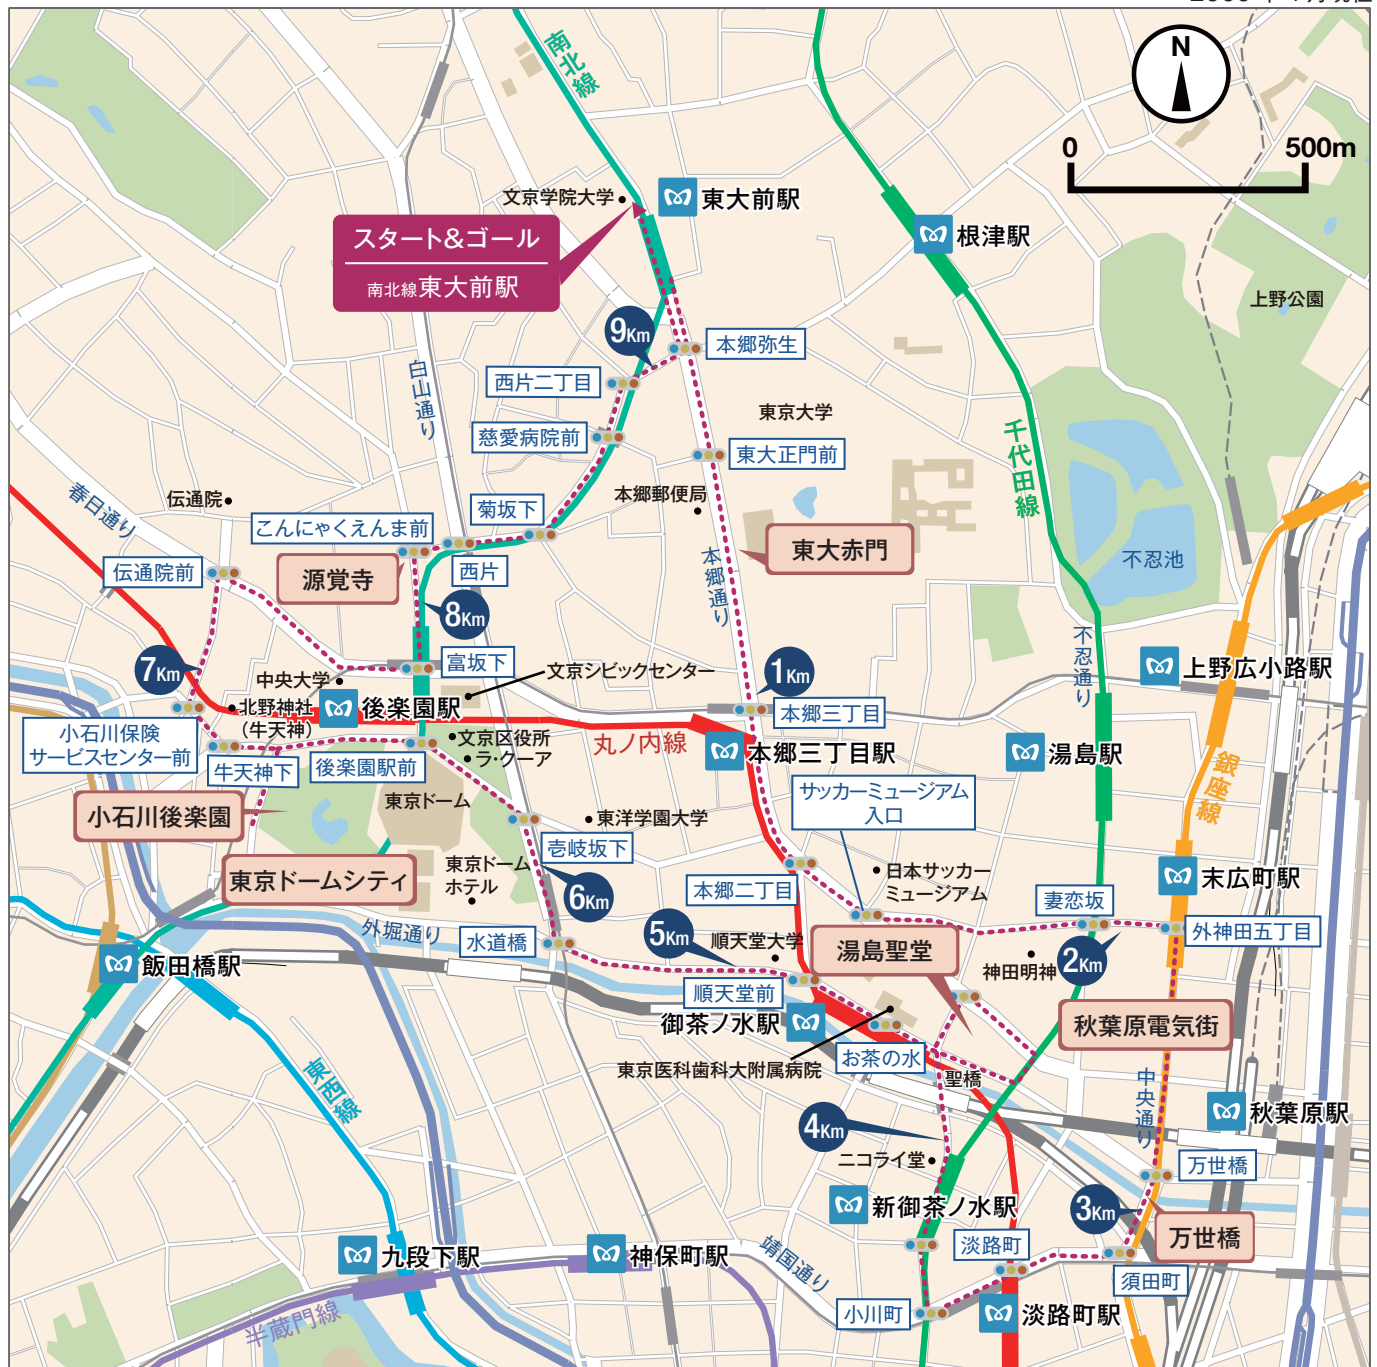 N
0
500m
南北線
文京学院大学
東大前駅
根津駅
スタート&ゴール
南北線東大前駅
上野公園
9Km
本郷弥生
西片二丁目
白山通り
東京大学
慈愛病院前
東大正門前
千代田線
春日通り
伝通院
本郷郵便局
菊坂下
こんにゃくえんま前
東大赤門
不忍池
伝通院前
源覚寺
西片
本郷通り
8Km
不忍通り
富坂下
7Km
中央大学
文京シビックセンター
1Km
上野広小路駅
北野神社
(牛天神)
後楽園駅
本郷三丁目
小石川保険
サービスセンター前
牛天神下
後楽園駅前
文京区役所
ラ・クーア
丸ノ内線
本郷三丁目駅
湯島駅
銀座線
小石川後楽園
東京ドーム
東洋学園大学
サッカーミュージアム
入口
壱岐坂下
東京ドームシティ
東京ドーム
ホテル
6Km
本郷二丁目
日本サッカー
ミュージアム
末広町駅
妻恋坂
外堀通り
水道橋
5Km
順天堂大学
湯島聖堂
外神田五丁目
飯田橋駅
神田明神
2Km
順天堂前
御茶ノ水駅
秋葉原電気街
お茶の水
東京医科歯科大附属病院
聖橋
東西線
中央通り
秋葉原駅
4Km
ニコライ堂
万世橋
新御茶ノ水駅
3Km
万世橋
九段下駅
神保町駅
靖国通り
淡路町
須田町
小川町
淡路町駅
半蔵門線